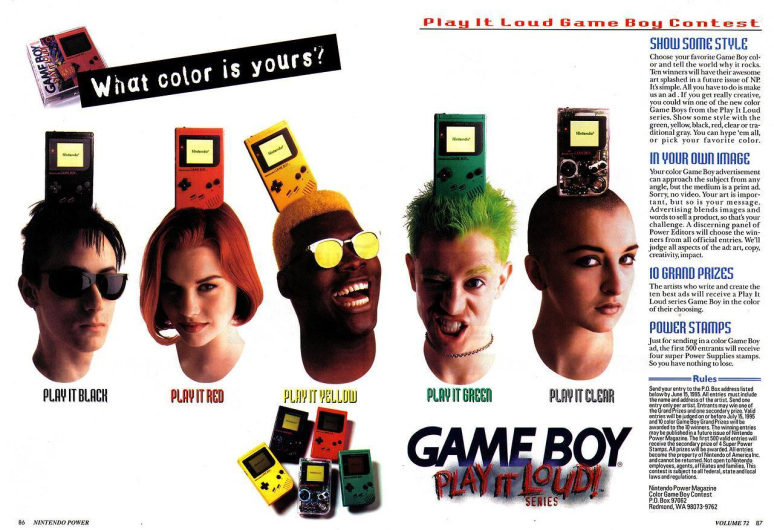 What color is yours?
GAME BOY
Nintendo
Nintendo
Nintendo
Nintendo
Nintendo
PLAY IT BLACK
PLAY IT RED
PLAY IT YELLOW
PLAY IT GREEN
PLAY IT CLEAR
GAME BOY®
PLAY IT LOUD!
SERIES
86 NINTENDO POWER
Play It Loud Game Boy Contest
SHOW SOME STYLE
Choose your favorite Game Boy col-
or and tell the world why it rocks.
Ten winners will have their awesome
art splashed in a future issue of NP.
It's simple. All you have to do is make
us an ad . If you get really creative,
you could win one of the new color
Game Boys from the Play It Loud
series. Show some style with the
green, yellow, black, red, clear or tra-
ditional gray. You can hype 'em all,
or pick your favorite color.
IN YOUR OWN IMAGE
Your color Game Boy advertisement
can approach the subject from any
angle, but the medium is a print ad.
Sorry, no video. Your art is impor-
tant, but so is your message.
Advertising blends images and
words to sell a product, so that's your
challenge. A discerning panel of
Power Editors will choose the win-
ners from all official entries. We'll
judge all aspects of the ad: art, copy,
creativity, impact.
10 GRAND PRIZES
The artists who write and create the
ten best ads will receive a Play It
Loud series Game Boy in the color
of their choosing.
POWER STAMPS
Just for sending in a color Game Boy
ad, the first 500 entrants will receive
four super Power Supplies stamps.
So you have nothing to lose.
Rules
Send your entry to the P.O. Box address listed
below by June 15, 1995. All entries must include
the name and address of the artist. Send one
entry only per artist. Entrants may win one of
the Grand Prizes and one secondary prize. Valid
entries will be judged on or before July 15, 1995
and 10 color Game Boy Grand Prizes will be
awarded to the 10 winners. The winning entries
may be published in a future issue of Nintendo
Power Magazine. The first 500 valid entries will
receive the secondary prize of 4 Super Power
Stamps. All prizes will be awarded. All entries
become the property of Nintendo of America Inc.
and cannot be returned. Not open to Nintendo
employees, agents, affiliates and families. This
contest is subject to all federal, state and local
laws and regulations.
Nintendo Power Magazine
Color Game Boy Contest
P.O. Box 97062
Redmond, WA 98073-9762
VOLUME 72 87